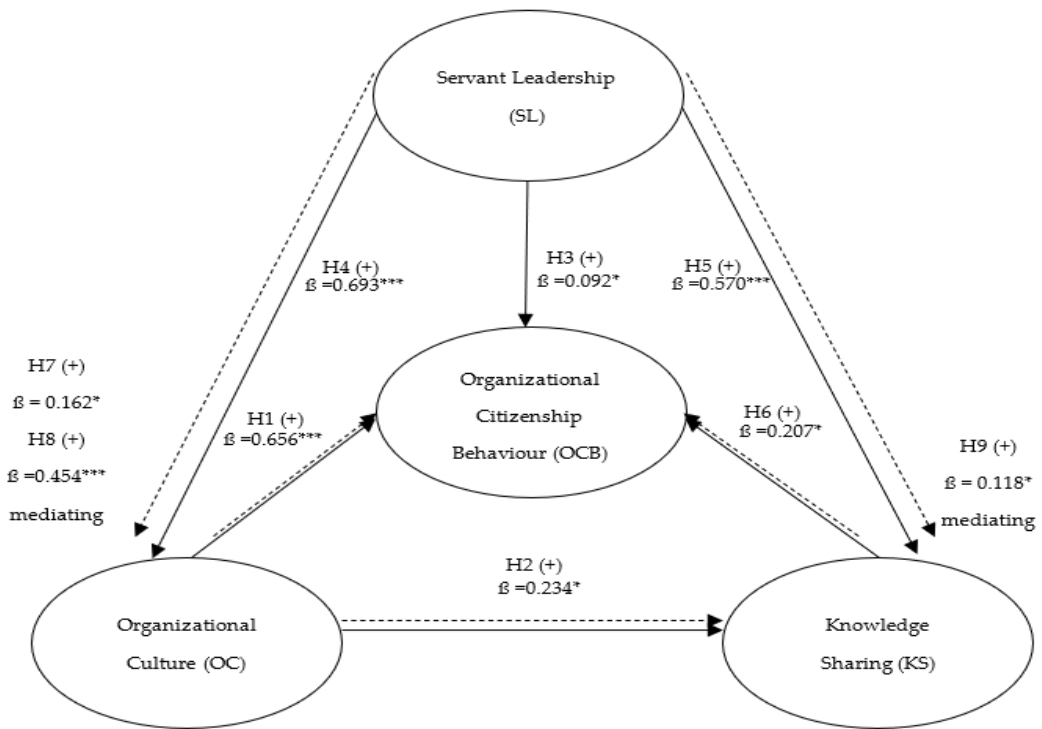 Servant Leadership
(SL)
H4 (+)
ß =0.693***
H3 (+)
ß =0.092*
H5 (+)
ß =0.570***
H7 (+)
ß = 0.162*
H8 (+)
ß =0.454***
mediating
H1 (+)
ß =0.656***
Organizational
Citizenship
Behaviour (OCB)
H6 (+)
ß =0.207*
H9 (+)
ß = 0.118*
mediating
H2 (+)
ß =0.234*
Organizational
Culture (OC)
Knowledge
Sharing (KS)